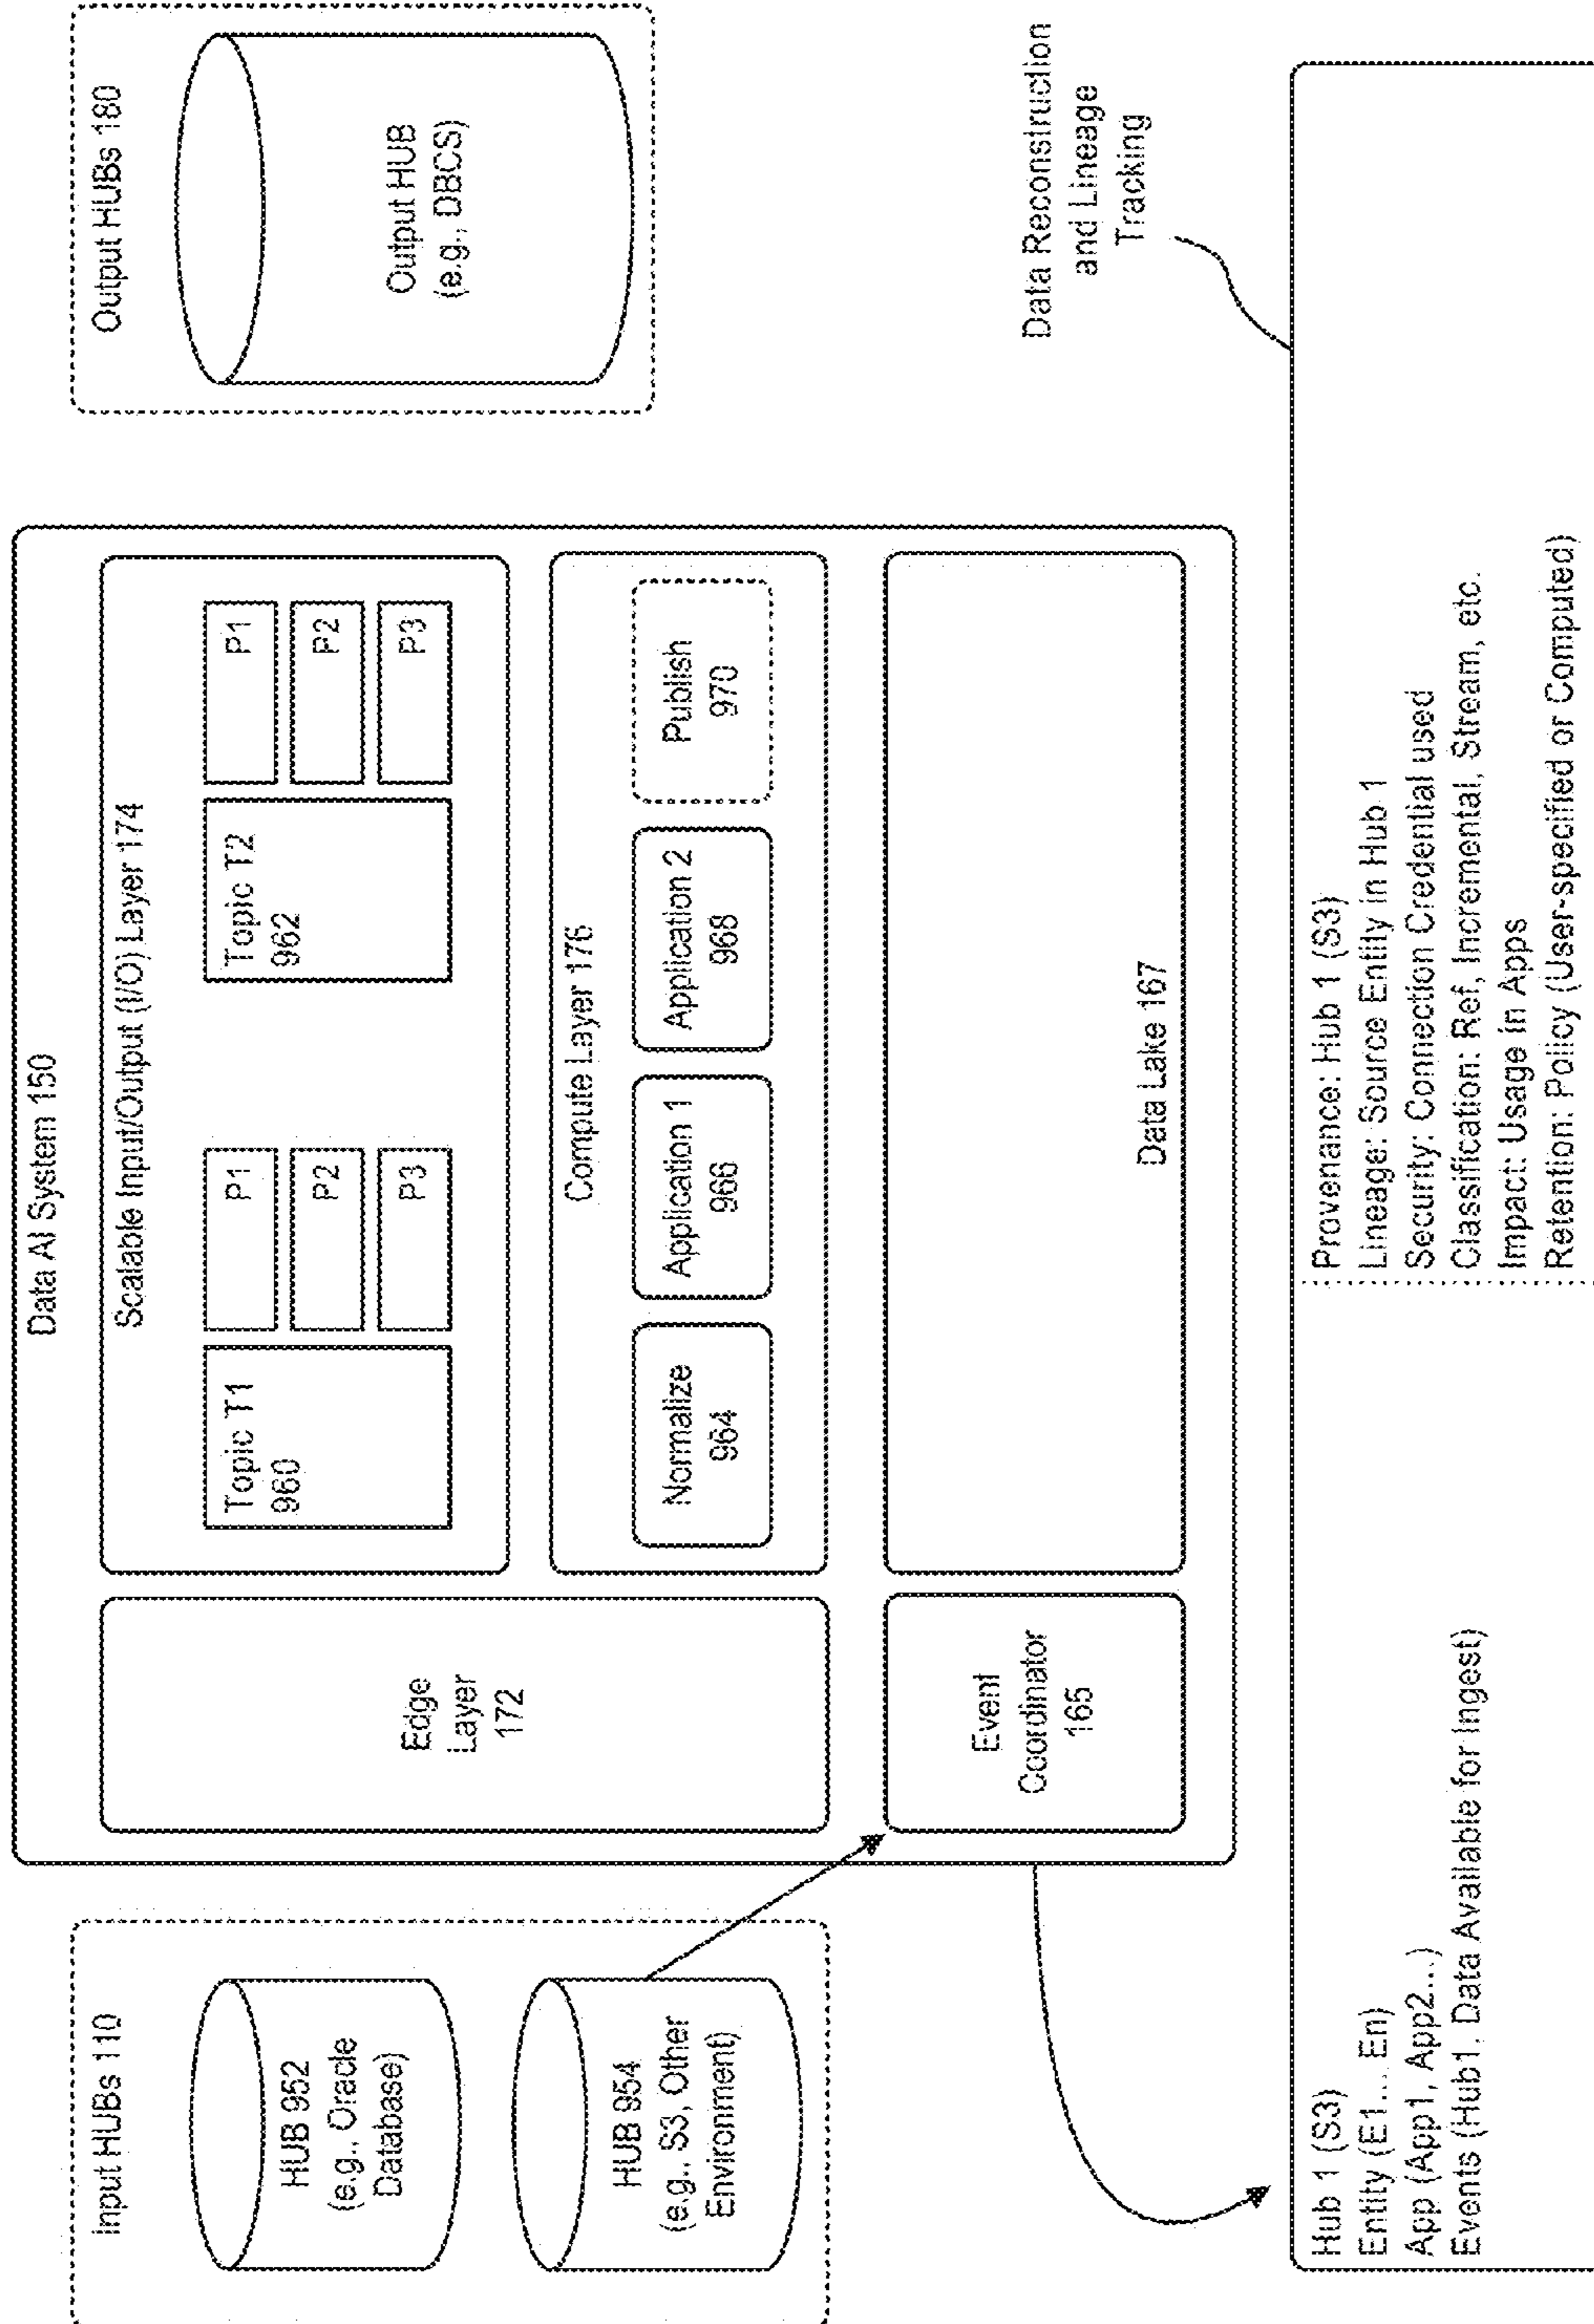 Input HUBs 110
HUB 952
(e.g., Oracle
Database)
HUB 954
(e.g., S3, Other
Environment)
Data AI System 150
Edge
Layer
172
Scalable Input/Output (I/O) Layer 174
Topic T1
960
P1
P2
P3
Topic T2
962
P1
P2
P3
Compute Layer 176
Normalize
964
Application 1
966
Application 2
968
Publish
970
Event
Coordinator
165
Data Lake 167
Output HUBs 180
Output HUB
(e.g., DBCS)
Data Reconstruction
and Lineage
Tracking
Hub 1 (S3)
Entity (E1... En)
App (App1, App2...)
Events (Hub1, Data Available for Ingest)
Provenance: Hub 1 (S3)
Lineage: Source Entity in Hub 1
Security: Connection Credential used
Classification: Ref, Incremental, Stream, etc.
Impact: Usage in Apps
Retention: Policy (User-specified or Computed)